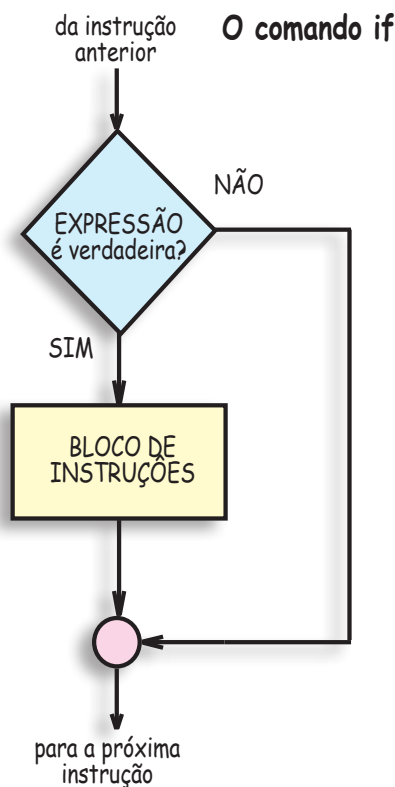 O comando if
da instrução
anterior
NÃO
EXPRESSÃO
é verdadeira?
SIM
BLOCO DE
INSTRUÇÕES
para a próxima
instrução